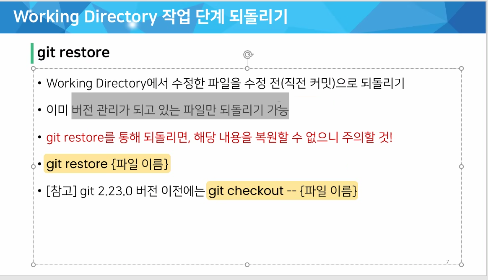 Working Directory 작업 단계 되돌리기
git restore
• Working Directory에서 수정한 파일을 수정 전(직전 커밋)으로 되돌리기
• 이미 버전 관리가 되고 있는 파일만 되돌리기 가능
• git restore를 통해 되돌리면, 해당 내용을 복원할 수 없으니 주의할 것!
• git restore {파일 이름}
• [참고] git 2.23.0 버전 이전에는 git checkout -- {파일 이름}